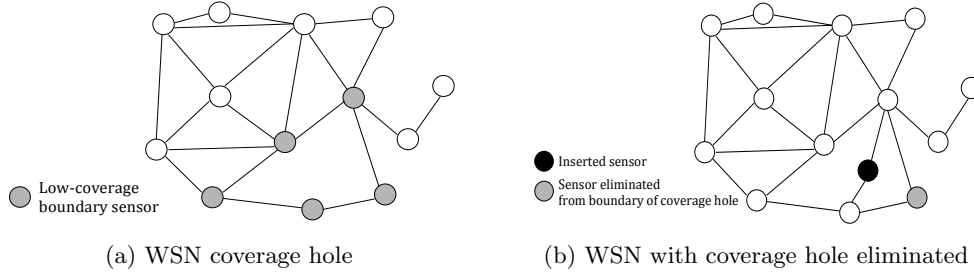 Low-coverage
boundary sensor
Inserted sensor
Sensor eliminated
from boundary of coverage hole
(a) WSN coverage hole
(b) WSN with coverage hole eliminated